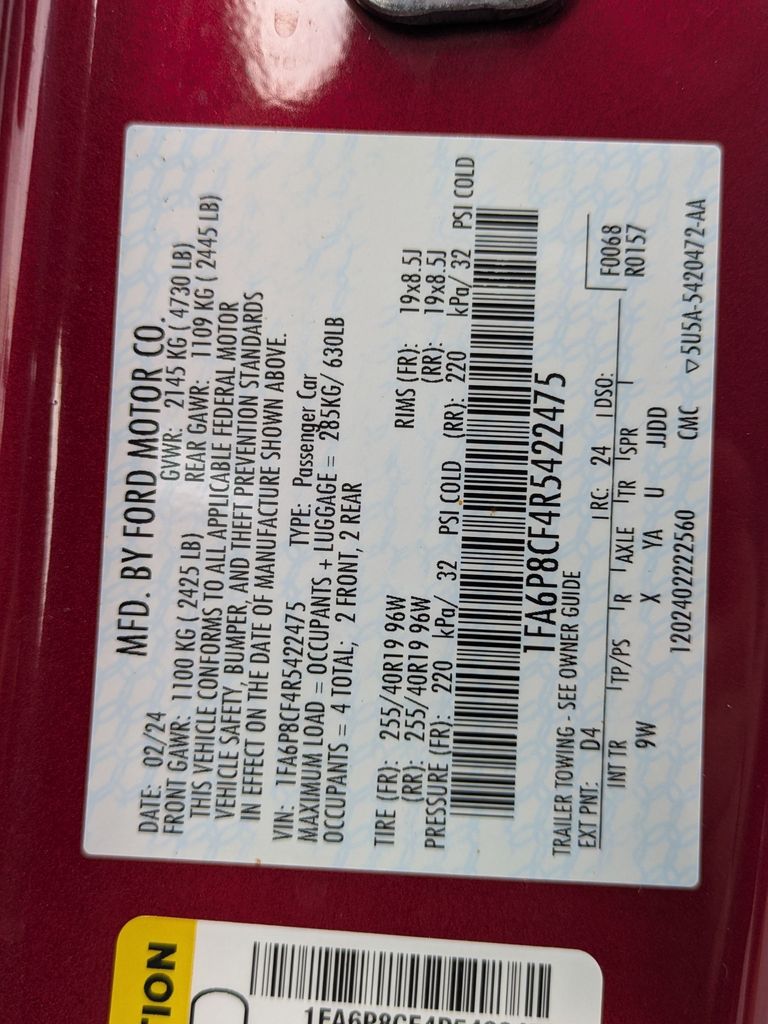 MFD. BY FORD MOTOR CO.
DATE: 02/24 GVWR: 2145 KG ( 4730 LB)
FRONT GAWR: 1100 KG ( 2425 LB) REAR GAWR: 1109 KG ( 2445 LB)
THIS VEHICLE CONFORMS TO ALL APPLICABLE FEDERAL MOTOR
VEHICLE SAFETY, BUMPER, AND THEFT PREVENTION STANDARDS
IN EFFECT ON THE DATE OF MANUFACTURE SHOWN ABOVE.
VIN: 1FA6P8CF4R5422475 TYPE: Passenger Car
MAXIMUM LOAD = OCCUPANTS + LUGGAGE = 285KG/ 630LB
OCCUPANTS = 4 TOTAL; 2 FRONT, 2 REAR
TIRE (FR): 255/40R19 96W RIMS (FR): 19x8.5J
(RR): 255/40R19 96W (RR): 19x8.5J
PRESSURE (FR): 220 kPa/ 32 PSI COLD (RR): 220 kPa/ 32 PSI COLD
1FA6P8CF4R5422475
TRAILER TOWING - SEE OWNER GUIDE
EXT PNT: D4 RC: 24 DSO: F0068
R0157
INT TR TP/PS R AXLE TR SPR
9W X YA U JJDD
1202402222560 CMC ▽5U5A-5420472-AA
TION